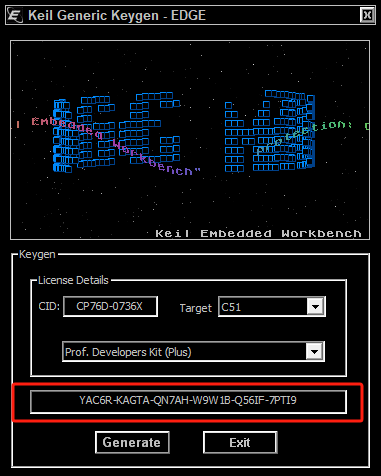 Keil Generic Keygen - EDGE
l Embedded Workbench"
otection:
Keil Embedded Workbench
Keygen
License Details
CID: CP76D-0736X Target C51
Prof. Developers Kit (Plus)
YAC6R-KAGTA-QN7AH-W9W1B-Q56IF-7PTI9
Generate Exit